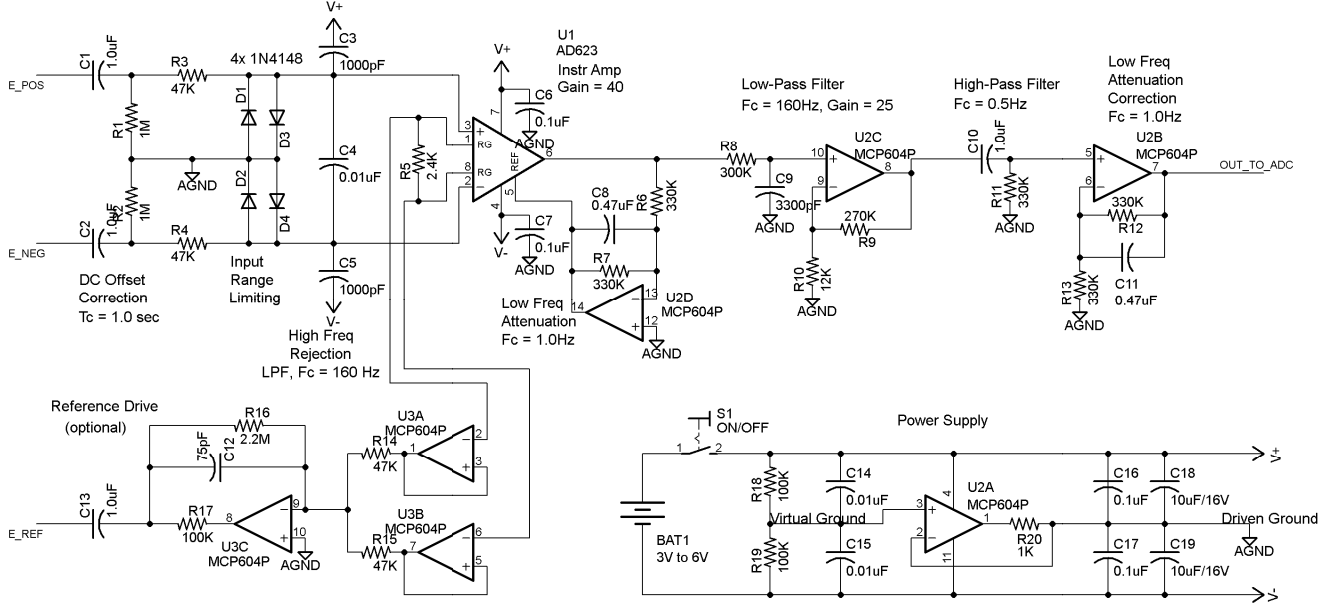 V+
C3
1000pF
C1
1.0uF
E_POS
R3
47K
4x 1N4148
D1
D3
R1
1M
AGND
C4
0.01uF
D2
D4
R2
1M
C2
1.0uF
E_NEG
R4
47K
DC Offset
Correction
Tc = 1.0 sec
Input
Range
Limiting
C5
1000pF
V-
High Freq
Rejection
LPF, Fc = 160 Hz
U1
AD623
Instr Amp
Gain = 40
V+
C6
0.1uF
AGND
7
3
+
1
RG
8
RG
2
−
REF
6
5
4
R5
2.4K
C7
0.1uF
V-
AGND
C8
0.47uF
R6
330K
R7
330K
14
13
−
12
+
U2D
MCP604P
AGND
Low Freq
Attenuation
Fc = 1.0Hz
Low-Pass Filter
Fc = 160Hz, Gain = 25
R8
300K
C9
3300pF
AGND
U2C
MCP604P
10
+
9
−
8
270K
R9
R10
12K
AGND
High-Pass Filter
Fc = 0.5Hz
C10
1.0uF
R11
330K
AGND
Low Freq
Attenuation
Correction
Fc = 1.0Hz
U2B
MCP604P
5
+
6
−
7
OUT_TO_ADC
330K
R12
C11
0.47uF
R13
330K
AGND
Reference Drive
(optional)
R16
2.2M
75pF
C12
C13
1.0uF
E_REF
R17
100K
8
9
−
10
+
U3C
MCP604P
AGND
U3A
MCP604P
R14
47K
1
2
−
3
+
U3B
MCP604P
R15
47K
7
6
−
5
+
S1
ON/OFF
1
2
Power Supply
BAT1
3V to 6V
R18
100K
C14
0.01uF
Virtual Ground
R19
100K
C15
0.01uF
U2A
MCP604P
3
+
2
−
4
1
11
R20
1K
C16
0.1uF
C18
10uF/16V
C17
0.1uF
C19
10uF/16V
Driven Ground
AGND
V+
V-